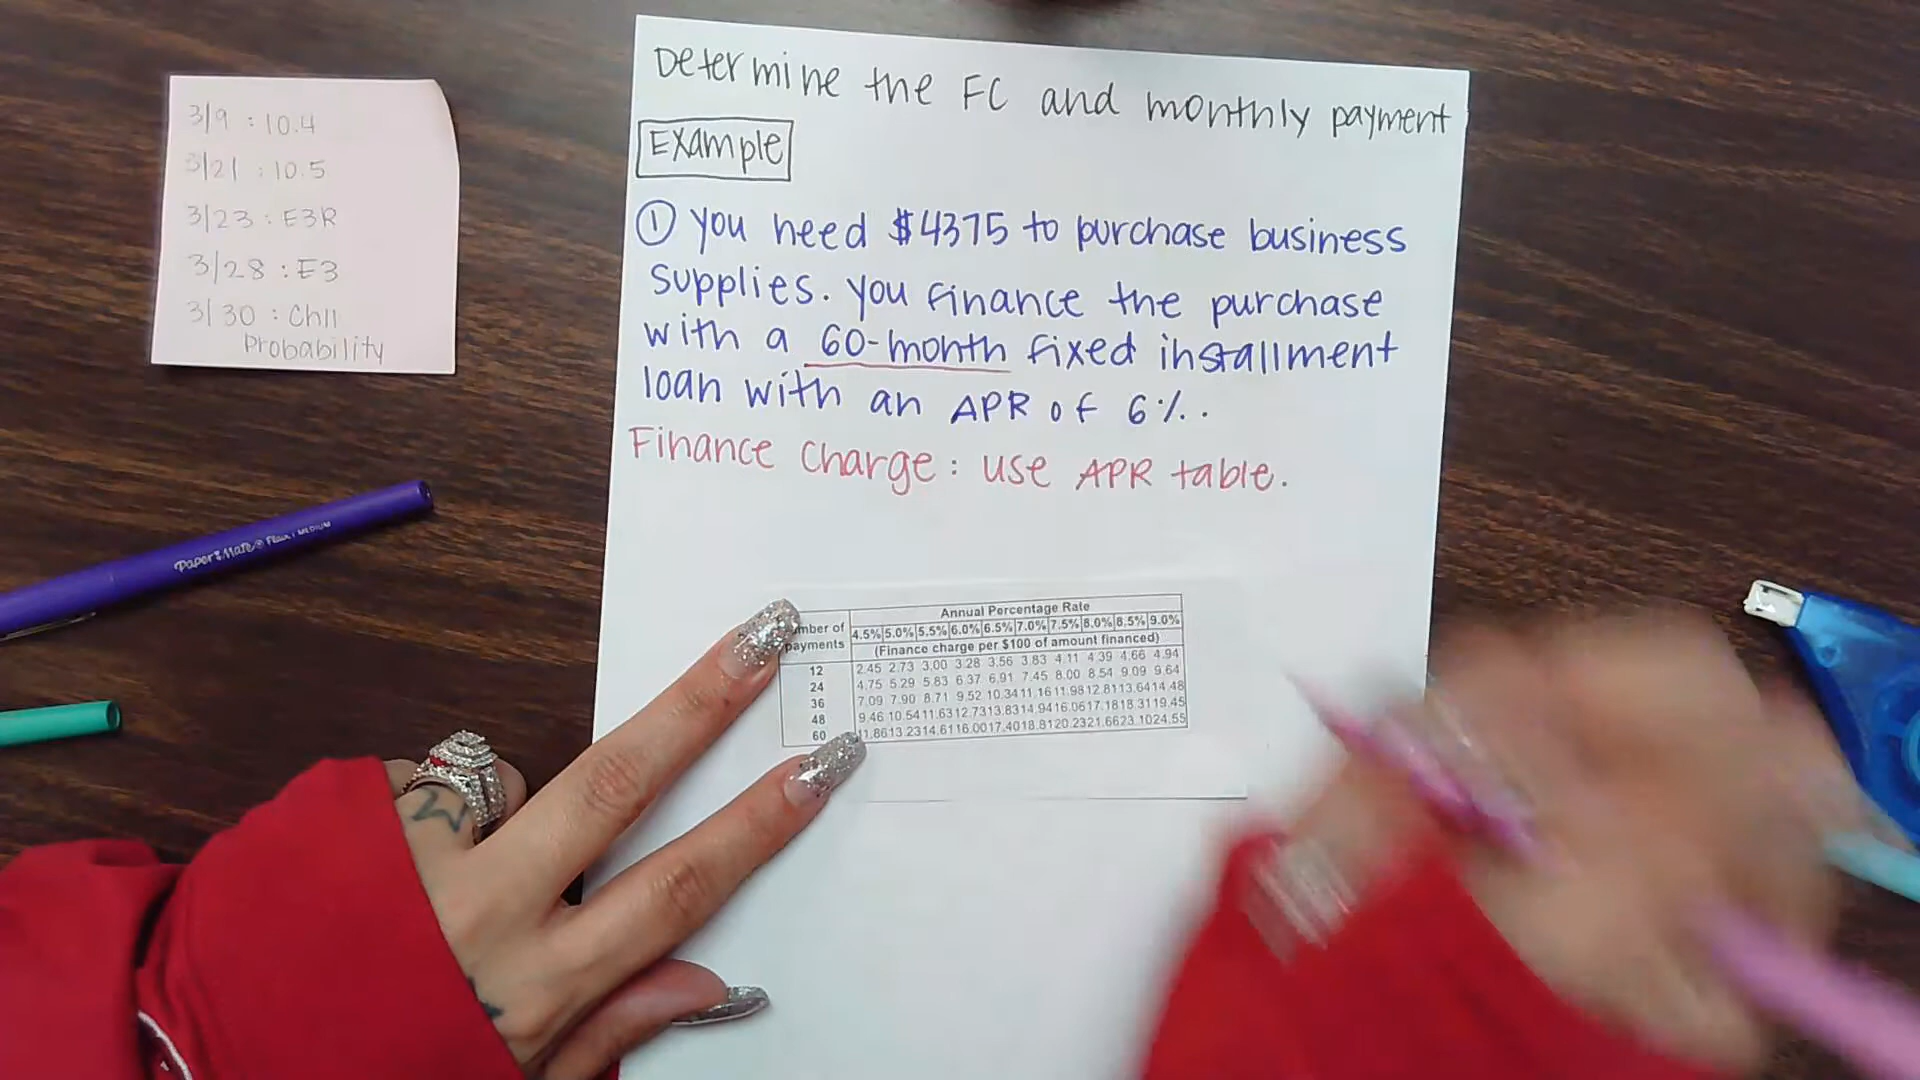 Determine the FC and monthly payment
Example
① You need $4375 to purchase business
supplies. You finance the purchase
with a 60-month fixed installment
loan with an APR of 6%.
Finance Charge: use APR table.
3/9 : 10.4
3/21 : 10.5
3/23 : E3R
3/28 : E3
3/30 : Ch11
Probability
Paper Mate Flair MEDIUM
Annual Percentage Rate
of
payments
4.5% 5.0% 5.5% 6.0% 6.5% 7.0% 7.5% 8.0% 8.5% 9.0%
(Finance charge per $100 of amount financed)
12 2.45 2.73 3.00 3.28 3.56 3.83 4.11 4.39 4.66 4.94
24 4.75 5.29 5.83 6.37 6.91 7.45 8.00 8.54 9.09 9.64
36 7.09 7.90 8.71 9.52 10.34 11.16 11.98 12.81 13.64 14.48
48 9.46 10.54 11.63 12.73 13.83 14.94 16.06 17.18 18.31 19.45
60 11.86 13.23 14.61 16.00 17.40 18.81 20.23 21.66 23.10 24.55